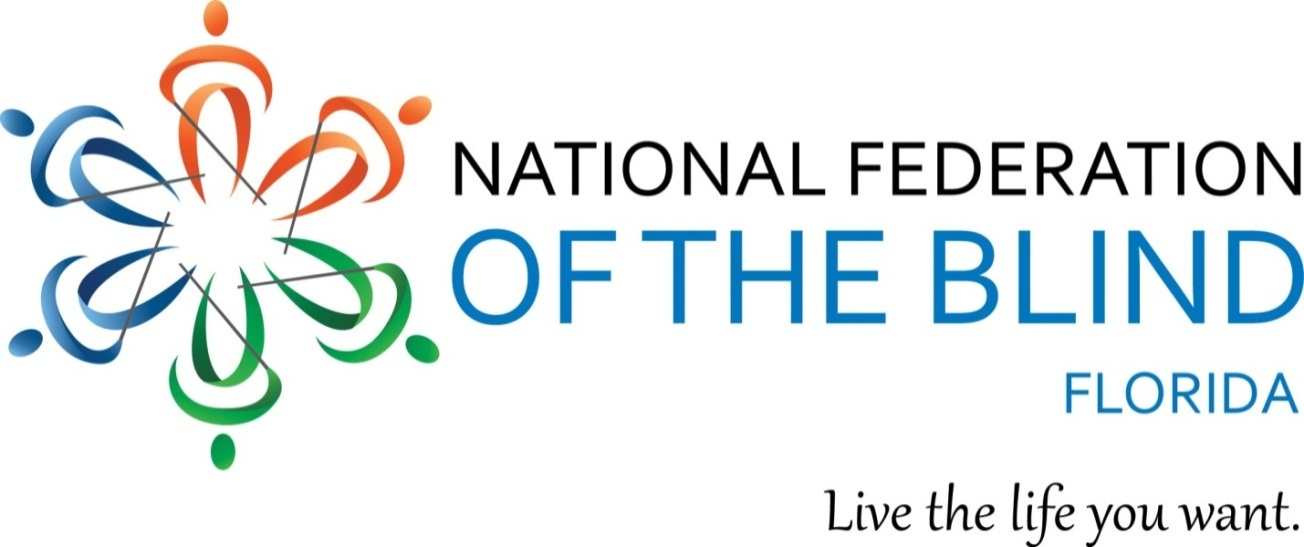 NATIONAL FEDERATION
OF THE BLIND
FLORIDA
Live the life you want.